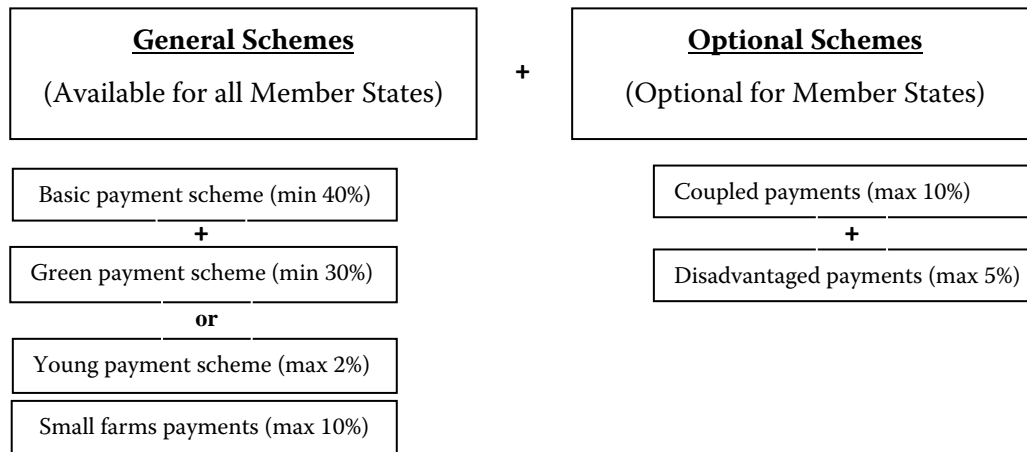 General Schemes
(Available for all Member States)
+
Optional Schemes
(Optional for Member States)
Basic payment scheme (min 40%)
+
Green payment scheme (min 30%)
or
Young payment scheme (max 2%)
Small farms payments (max 10%)
Coupled payments (max 10%)
+
Disadvantaged payments (max 5%)